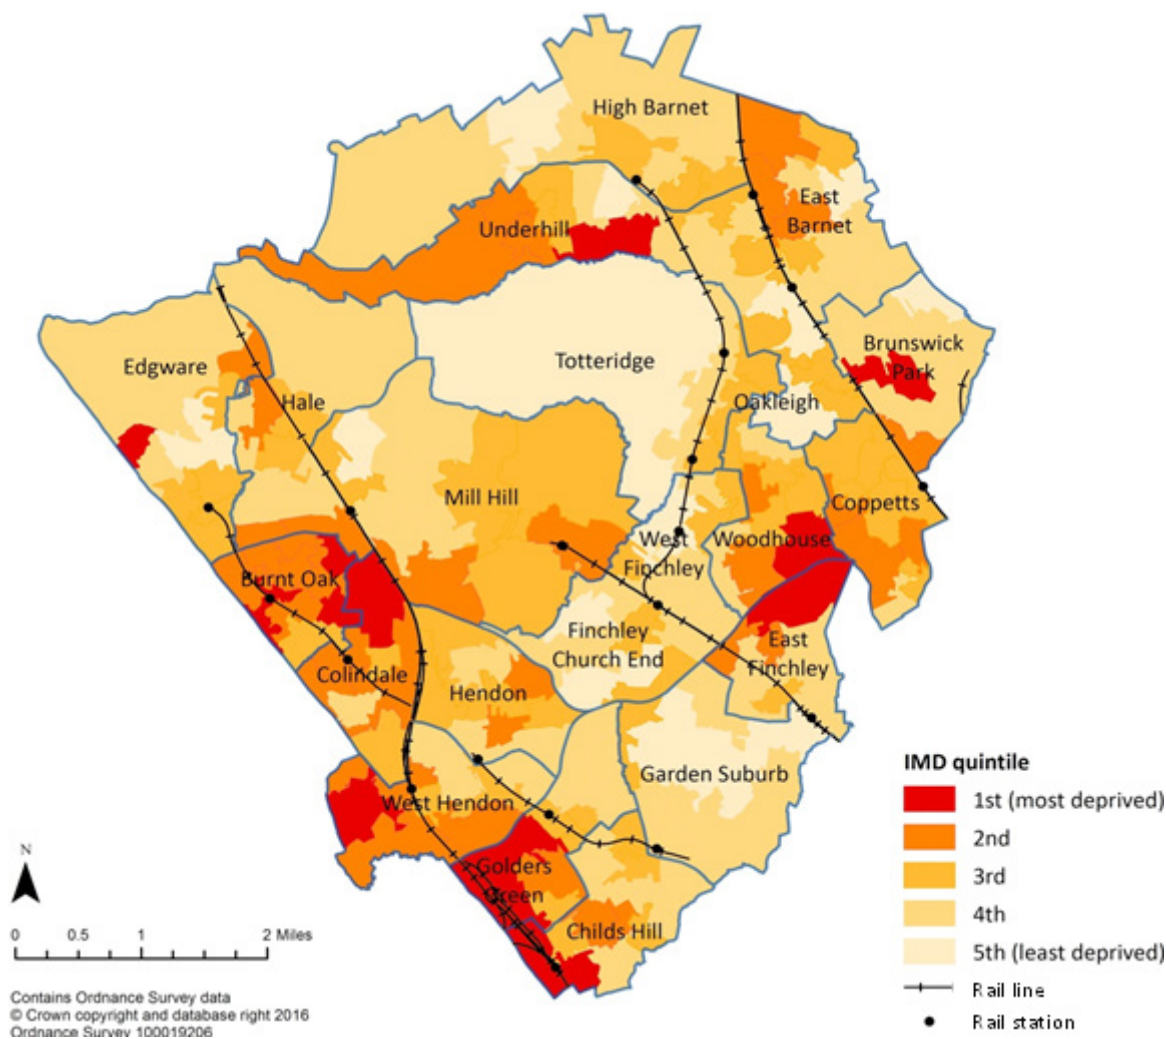 High Barnet
East
Barnet
Underhill
Brunswick
Park
Totteridge
Edgware
Hale
Oakleigh
Mill Hill
Coppetts
West
Finchley
Woodhouse
Burnt Oak
Finchley
Church End
East
Finchley
Colindale
Hendon
Garden Suburb
West Hendon
Golders
Green
Childs Hill
IMD quintile
1st (most deprived)
2nd
3rd
4th
5th (least deprived)
Rail line
Rail station
N
0 0.5 1 2 Miles
Contains Ordnance Survey data
© Crown copyright and database right 2016
Ordnance Survey 100019206